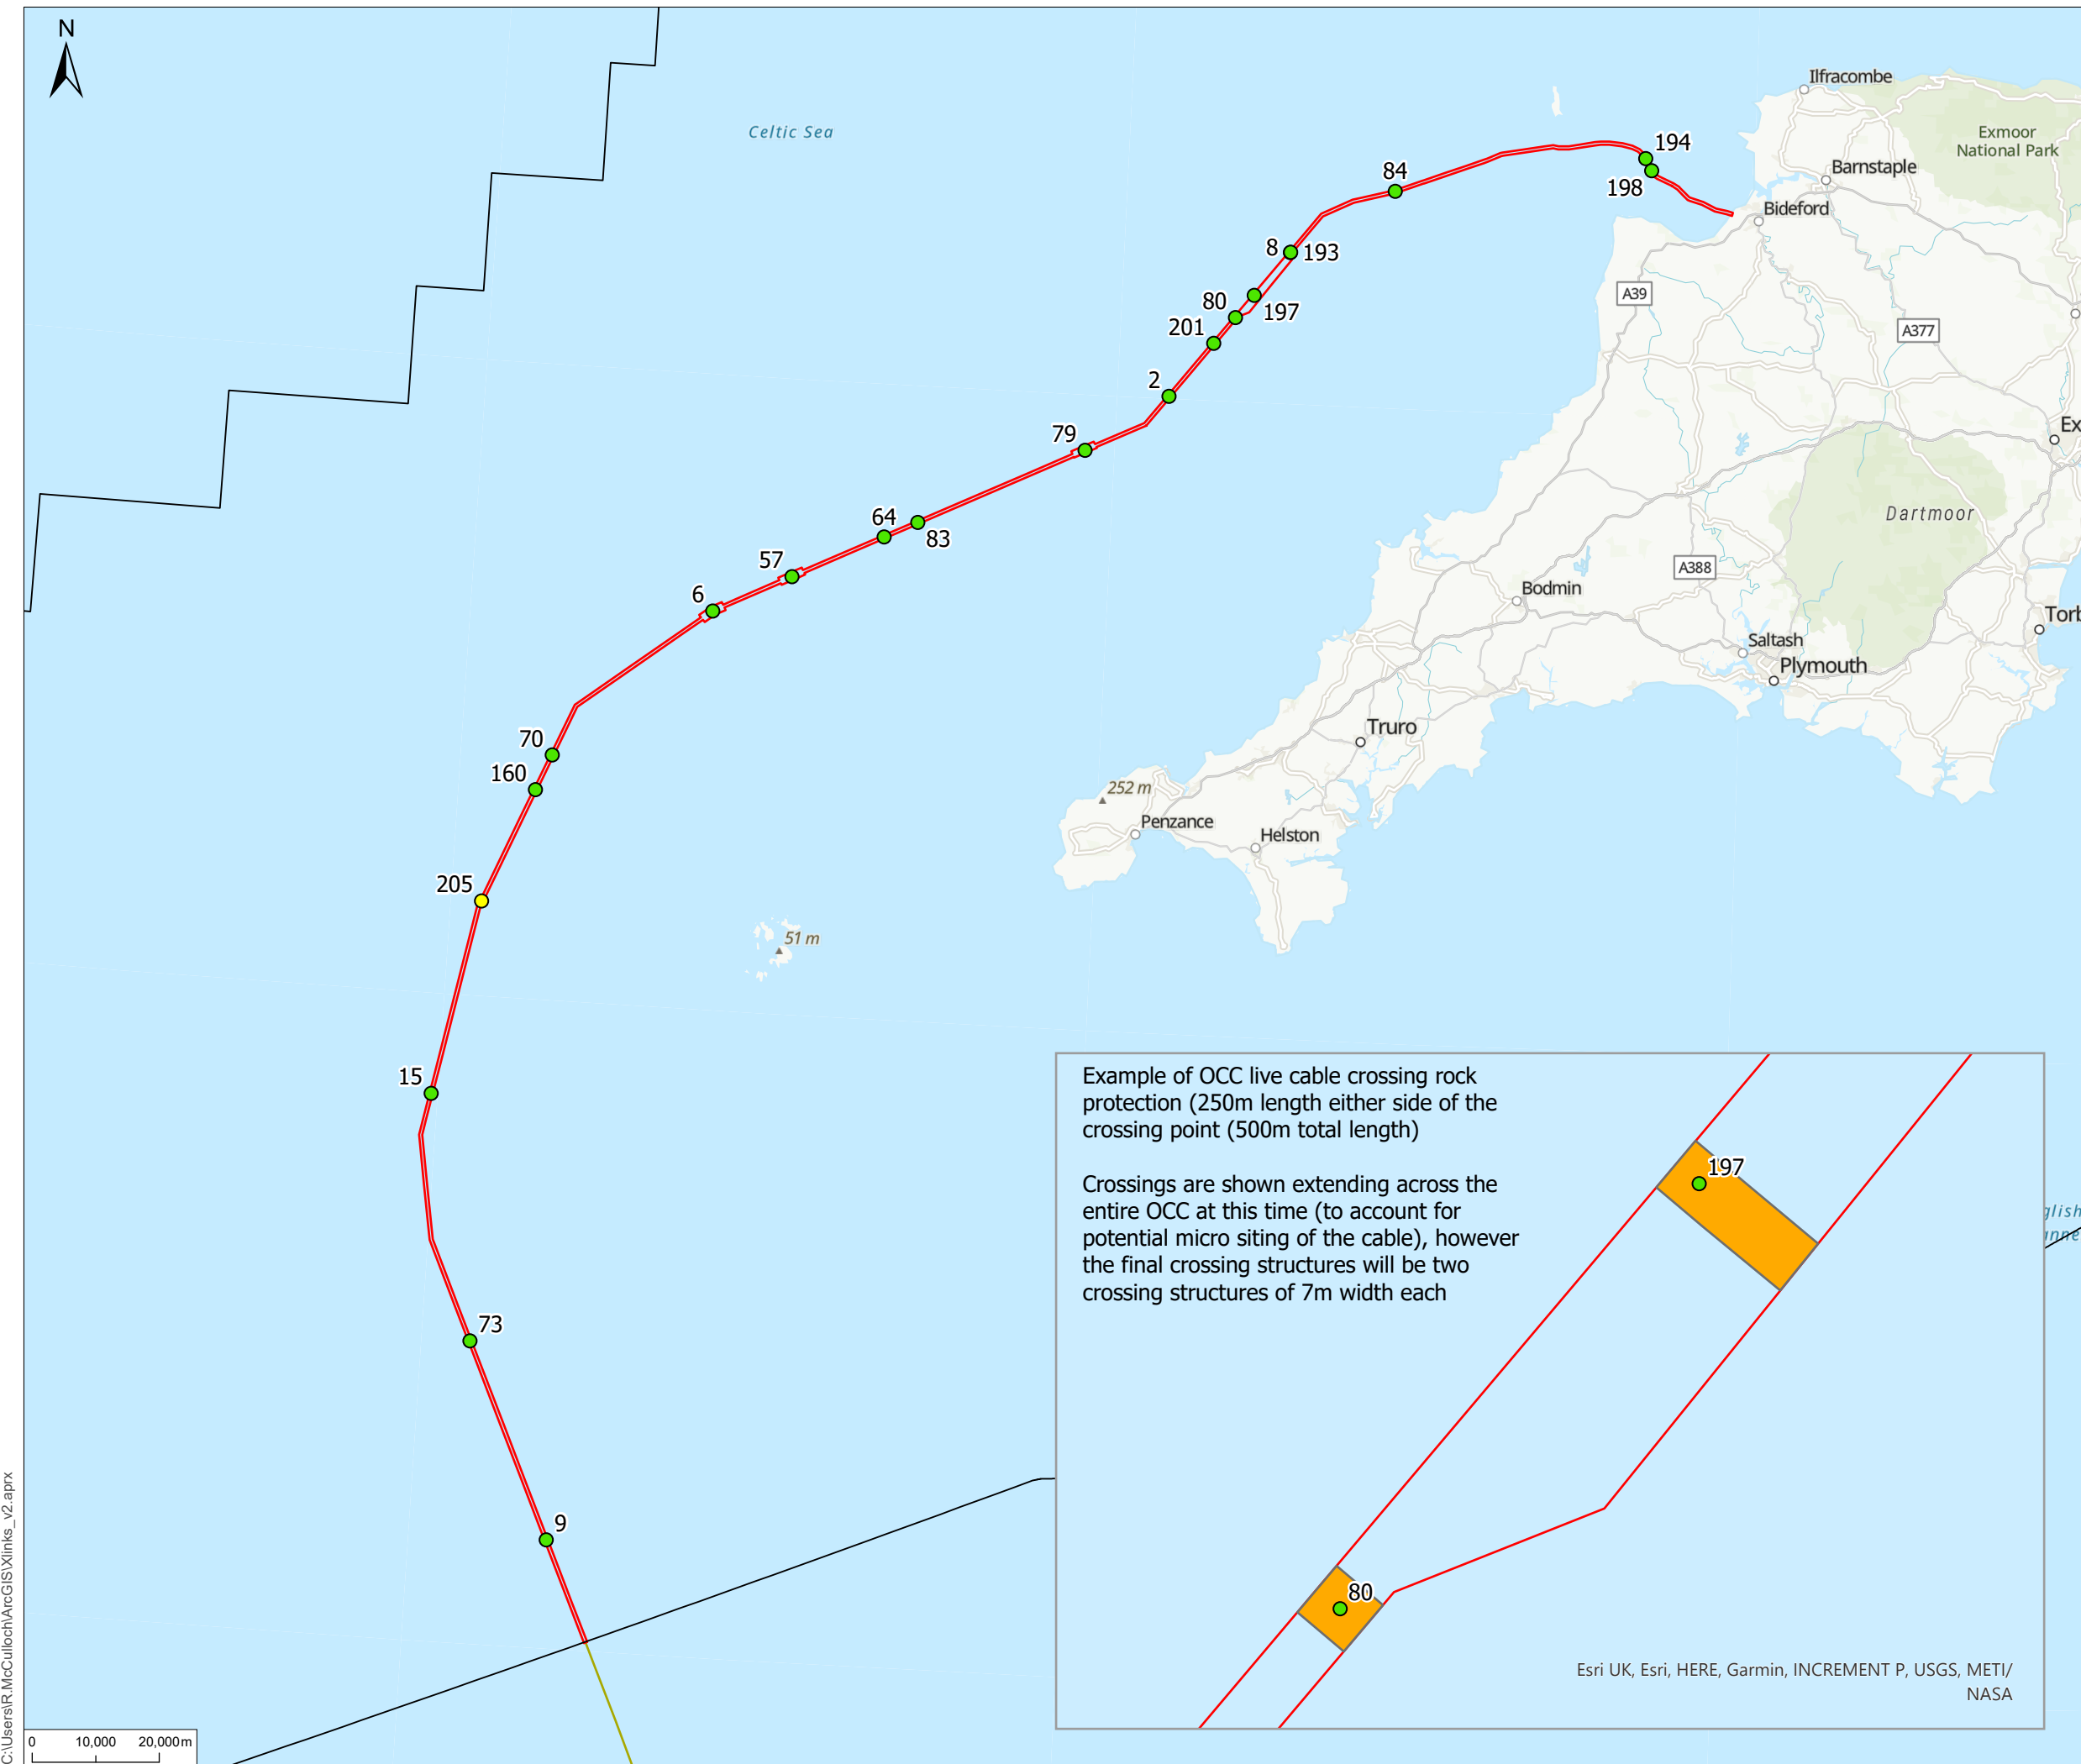 N
Celtic Sea
Ilfracombe
Exmoor
National Park
194
Barnstaple
84
198
Bideford
8
193
A39
80
197
201
A377
2
79
Ex
64
83
Dartmoor
57
A388
6
Bodmin
Torb
Saltash
Plymouth
70
Truro
160
252 m
Penzance
Helston
205
51 m
15
Example of OCC live cable crossing rock
protection (250m length either side of the
crossing point (500m total length)
197
Crossings are shown extending across the
entire OCC at this time (to account for
potential micro siting of the cable), however
the final crossing structures will be two
crossing structures of 7m width each
glish
nne
73
9
80
Esri UK, Esri, HERE, Garmin, INCREMENT P, USGS, METI/
NASA
0 10,000 20,000 m
C:\Users\R.McCulloch\ArcGIS\Xlinks_v2.aprx